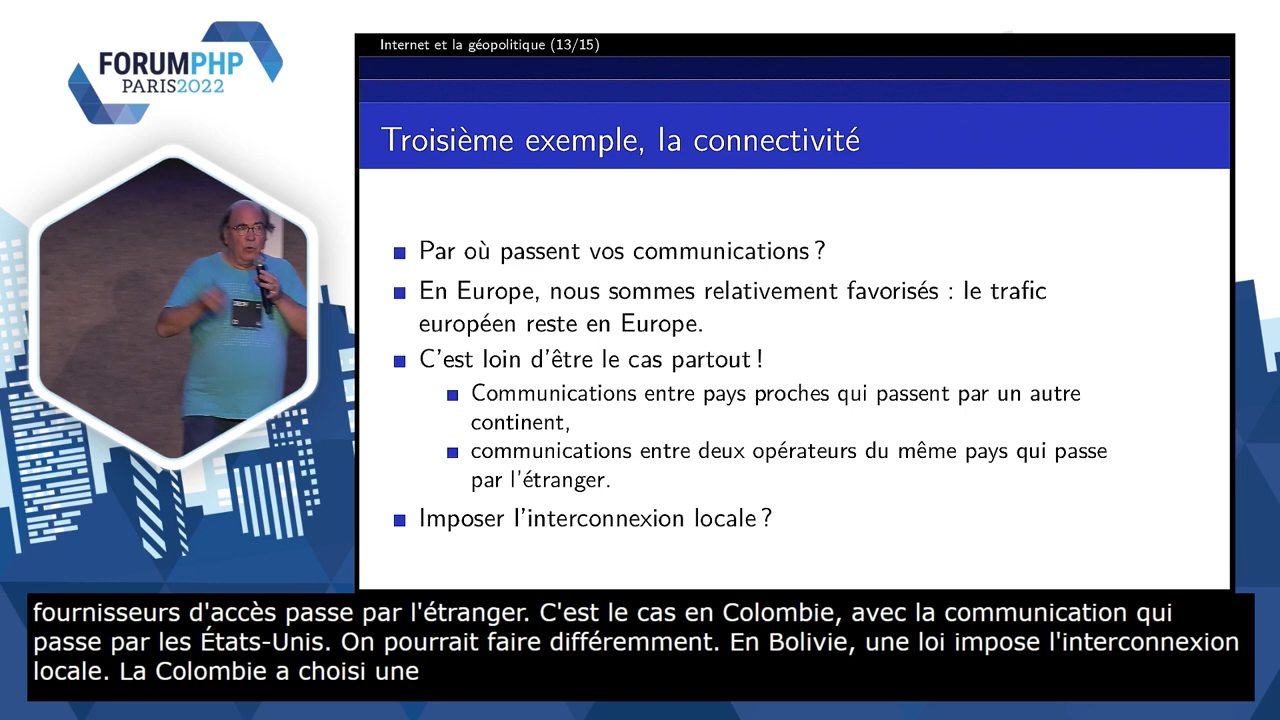 FORUMPHP
PARIS2022
Internet et la géopolitique (13/15)
Troisième exemple, la connectivité
Par où passent vos communications ?
En Europe, nous sommes relativement favorisés : le trafic
européen reste en Europe.
C'est loin d'être le cas partout !
Communications entre pays proches qui passent par un autre
continent,
communications entre deux opérateurs du même pays qui passe
par l'étranger.
Imposer l'interconnexion locale ?
fournisseurs d'accès passe par l'étranger. C'est le cas en Colombie, avec la communication qui
passe par les États-Unis. On pourrait faire différemment. En Bolivie, une loi impose l'interconnexion
locale. La Colombie a choisi une